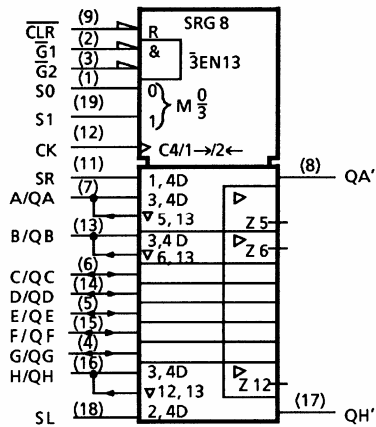 (9) SRG 8
CLR R
(2)
G1 &
(3) 3EN13
G2
(1)
S0 0
(19) M 0/3
S1 1
(12)
CK C4/1→/2←
(11) (8)
SR 1, 4D QA'
(7)
A/QA 3, 4D ▷
▽ 5, 13 Z 5
(13)
B/QB 3,4 D ▷
▽ 6, 13 Z 6
(6)
C/QC
(14)
D/QD
(5)
E/QE
(15)
F/QF
(4)
G/QG
(16)
H/QH 3, 4D ▷
▽ 12, 13 Z 12
(18) (17)
SL 2, 4D QH'